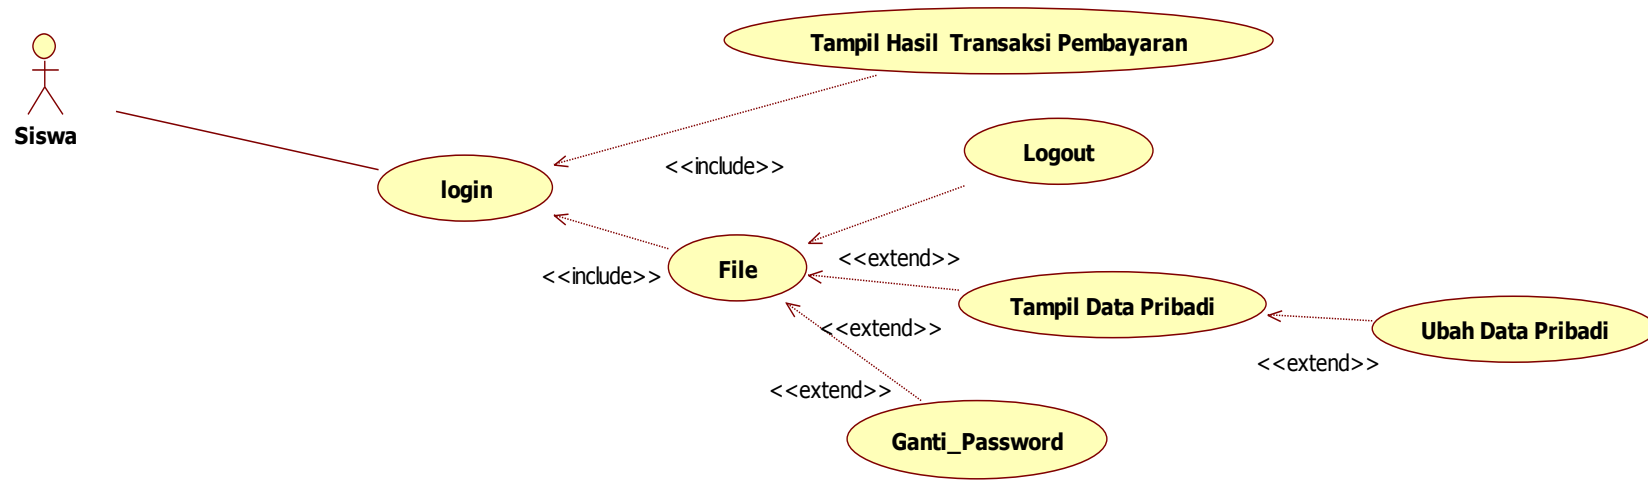 Tampil Hasil  Transaksi Pembayaran
Siswa
Logout
<<include>>
login
<<extend>>
File
<<include>>
Tampil Data Pribadi
<<extend>>
Ubah Data Pribadi
<<extend>>
<<extend>>
Ganti_Password